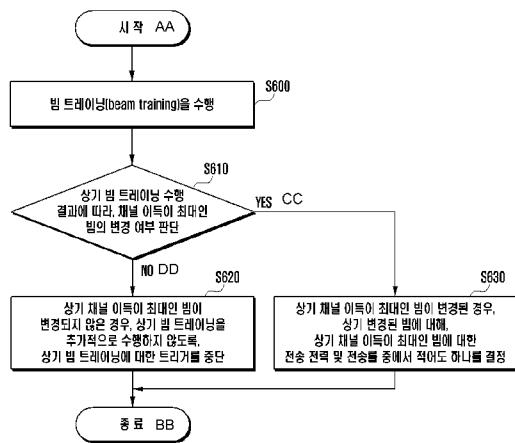 시작 AA
S600
빔 트레이닝(beam training)을 수행
S610
상기 빔 트레이닝 수행
결과에 따라, 채널 이득이 최대인
빔의 변경 여부 판단
YES CC
NO DD
S620
상기 채널 이득이 최대인 빔이
변경되지 않은 경우, 상기 빔 트레이닝을
추가적으로 수행하지 않도록,
상기 빔 트레이닝에 대한 트리거를 중단
S630
상기 채널 이득이 최대인 빔이 변경된 경우,
상기 변경된 빔에 대해,
상기 채널 이득이 최대인 빔에 대한
전송 전력 및 전송률 중에서 적어도 하나를 결정
종료 BB